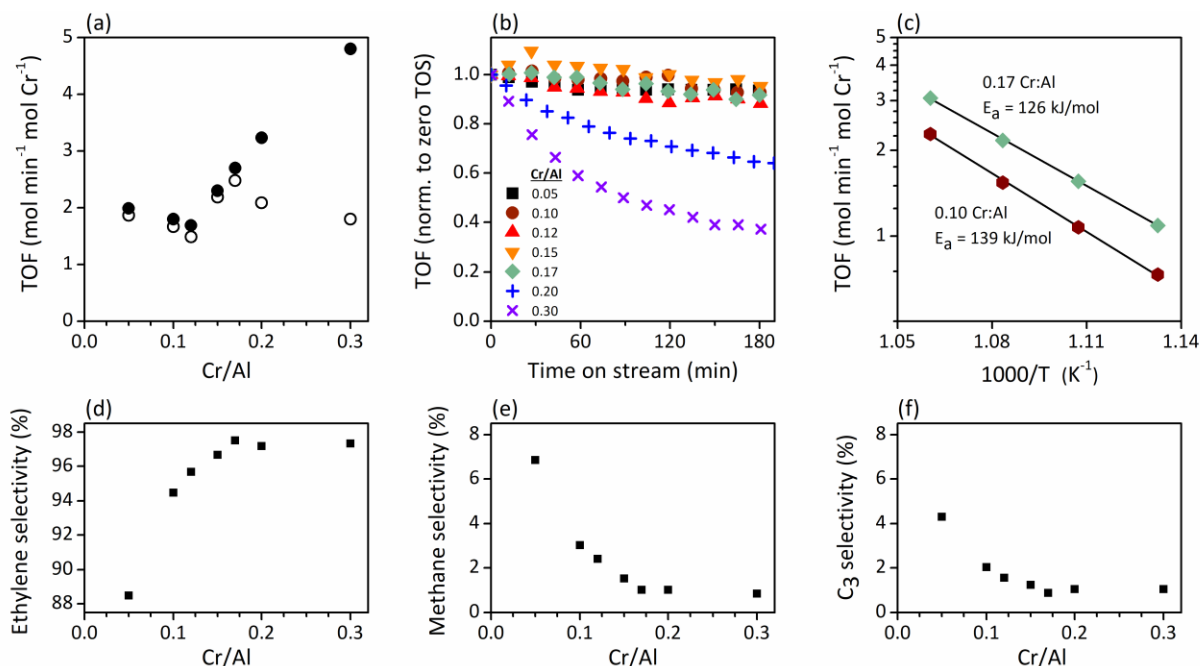 (a)
TOF (mol min⁻¹ mol Cr⁻¹)
5
4
3
2
1
0
0.0 0.1 0.2 0.3
Cr/Al
(b)
TOF (norm. to zero TOS)
1.0
0.8
0.6
0.4
0.2
0.0
Cr/Al
0.05
0.10
0.12
0.15
0.17
0.20
0.30
0 60 120 180
Time on stream (min)
(c)
TOF (mol min⁻¹ mol Cr⁻¹)
5
4
3
2
1
0.17 Cr:Al
Eₐ = 126 kJ/mol
0.10 Cr:Al
Eₐ = 139 kJ/mol
1.05 1.08 1.11 1.14
1000/T (K⁻¹)
(d)
Ethylene selectivity (%)
98
96
94
92
90
88
0.0 0.1 0.2 0.3
Cr/Al
(e)
Methane selectivity (%)
8
6
4
2
0
0.0 0.1 0.2 0.3
Cr/Al
(f)
C₃ selectivity (%)
8
6
4
2
0
0.0 0.1 0.2 0.3
Cr/Al